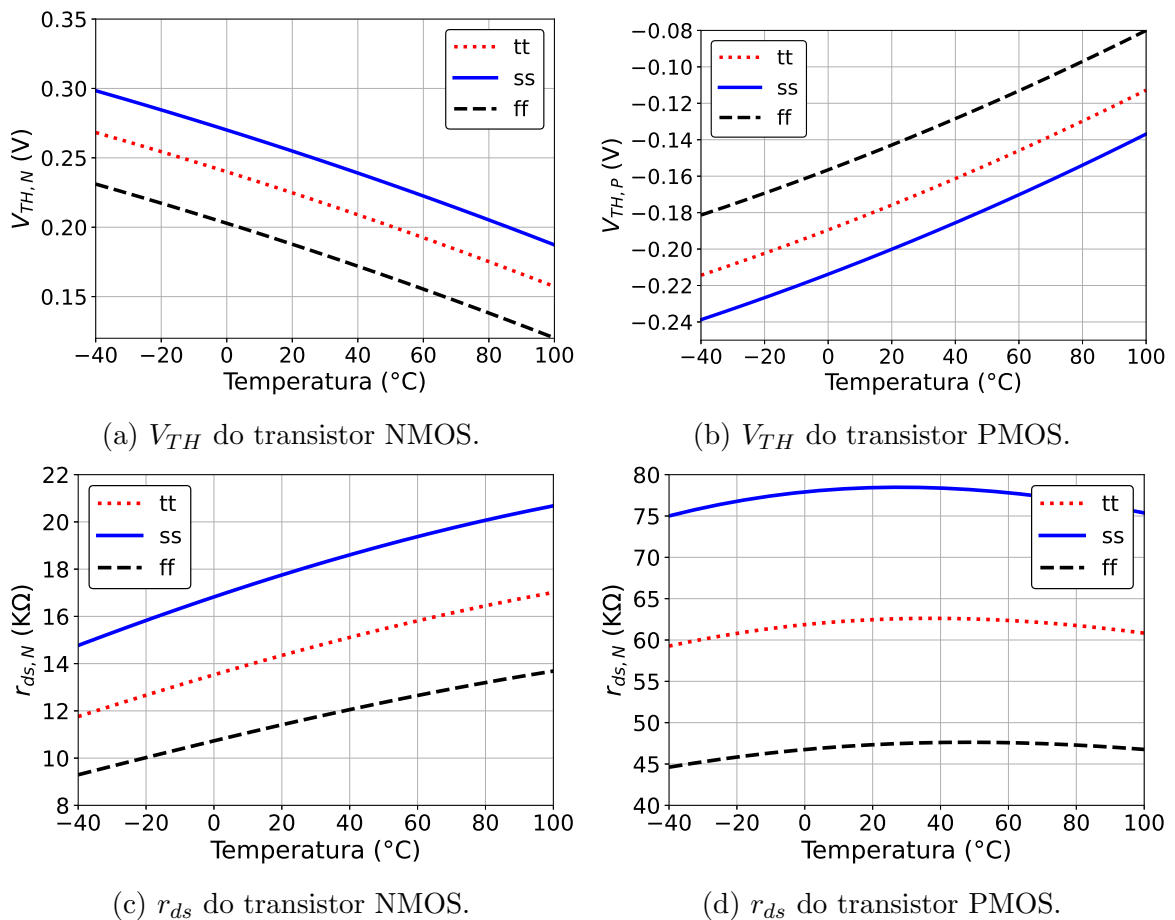 0.35
0.30
0.25
0.20
0.15
V_{TH,N} (V)
tt
ss
ff
−40 −20 0 20 40 60 80 100
Temperatura (°C)
(a) V_{TH} do transistor NMOS.
−0.08
−0.10
−0.12
−0.14
−0.16
−0.18
−0.20
−0.22
−0.24
V_{TH,P} (V)
tt
ss
ff
−40 −20 0 20 40 60 80 100
Temperatura (°C)
(b) V_{TH} do transistor PMOS.
22
20
18
16
14
12
10
8
r_{ds,N} (KΩ)
tt
ss
ff
−40 −20 0 20 40 60 80 100
Temperatura (°C)
(c) r_{ds} do transistor NMOS.
80
75
70
65
60
55
50
45
40
r_{ds,N} (KΩ)
tt
ss
ff
−40 −20 0 20 40 60 80 100
Temperatura (°C)
(d) r_{ds} do transistor PMOS.